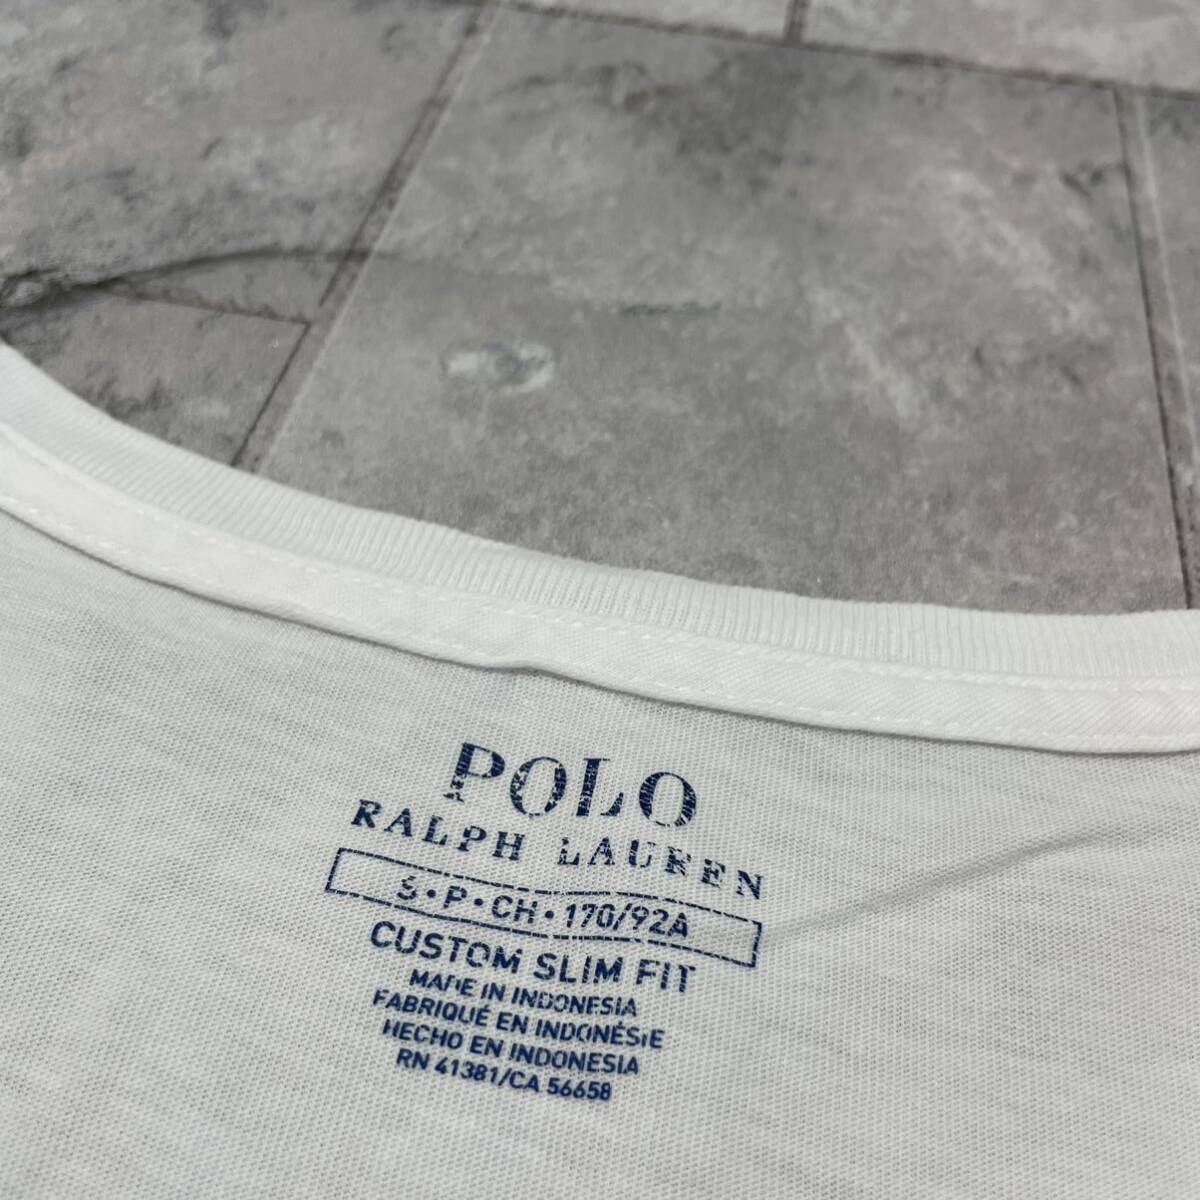 POLO
RALPH LAUREN
S•P•CH•170/92A
CUSTOM SLIM FIT
MADE IN INDONESIA
FABRIQUÉ EN INDONÉSIE
HECHO EN INDONESIA
RN 41381/CA 56658